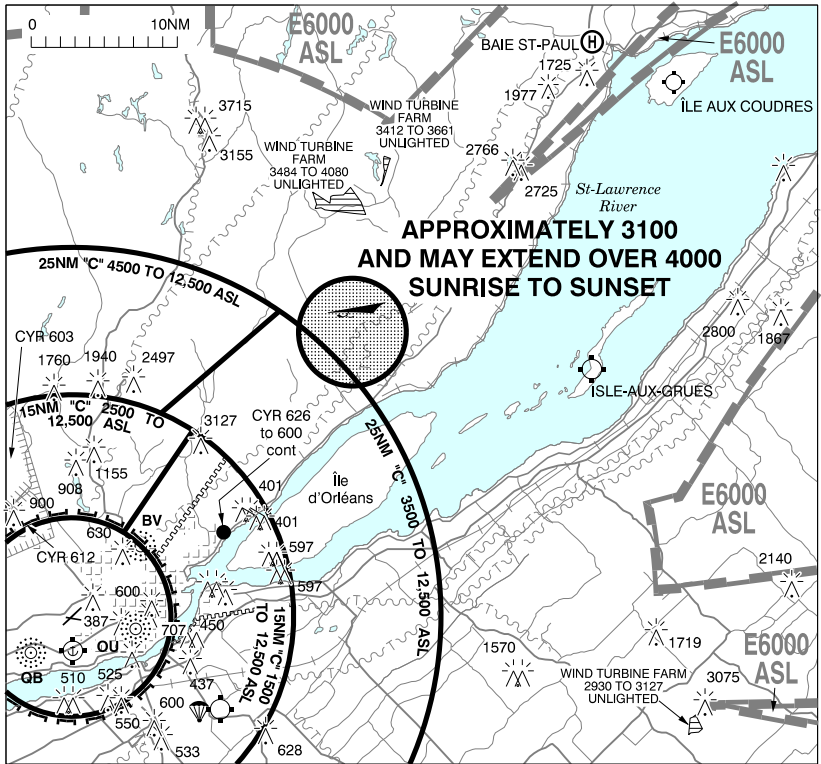 0 10NM
E6000
ASL
BAIE ST-PAUL H
1725
E6000
ASL
1977
ÎLE AUX COUDRES
3715
3155
WIND TURBINE
FARM
3412 TO 3661
UNLIGHTED
WIND TURBINE
FARM
3484 TO 4080
UNLIGHTED
2766
2725
St-Lawrence
River
APPROXIMATELY 3100
AND MAY EXTEND OVER 4000
SUNRISE TO SUNSET
25NM "C" 4500 TO 12,500 ASL
CYR 603
1760
1940
2497
2800
1867
ISLE-AUX-GRUES
15NM "C" 2500 TO
12,500 ASL
3127
CYR 626
to 600
cont
25NM "C" 3500 TO 12,500 ASL
1155
908
900
401
401
Île
d'Orléans
E6000
ASL
BV
630
CYR 612
597
597
2140
600
387
707
450
15NM "C" 1500
TO 12,500 ASL
1719
OU
QB
510
525
437
1570
E6000
ASL
WIND TURBINE FARM
2930 TO 3127
UNLIGHTED
3075
600
550
533
628